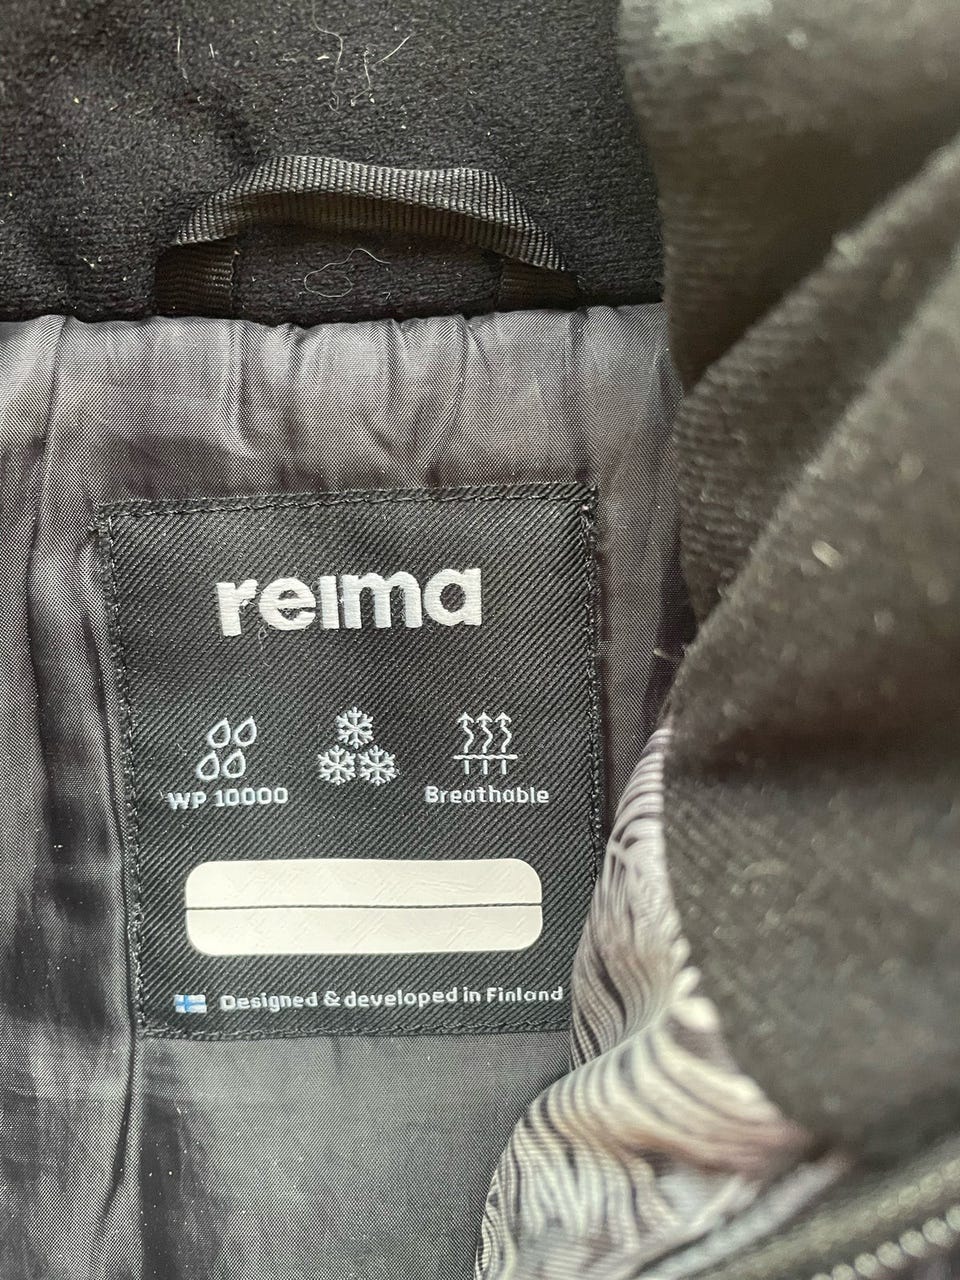 reima
WP 10000
Breathable
Designed & developed in Finland